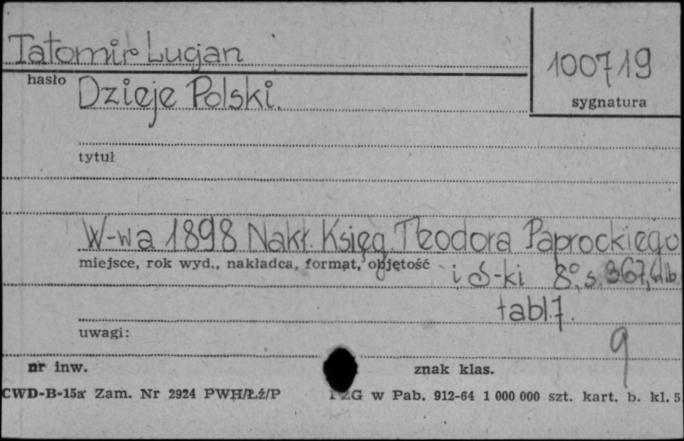 Tatomir Lucjan
100719
hasło
Dzieje Polski.
sygnatura
tytuł
W-wa 1898 Nakł. Księg. Teodora Paprockiego
miejsce, rok wyd., nakładca, format, objętość
i S-ki 8°, s. 367,
tabl.
uwagi:
9
nr inw.
znak klas.
CWD-B-15a Zam. Nr 2924 PWH/Łź/P
PZG w Pab. 912-64 1 000 000 szt. kart. b. kl. 5